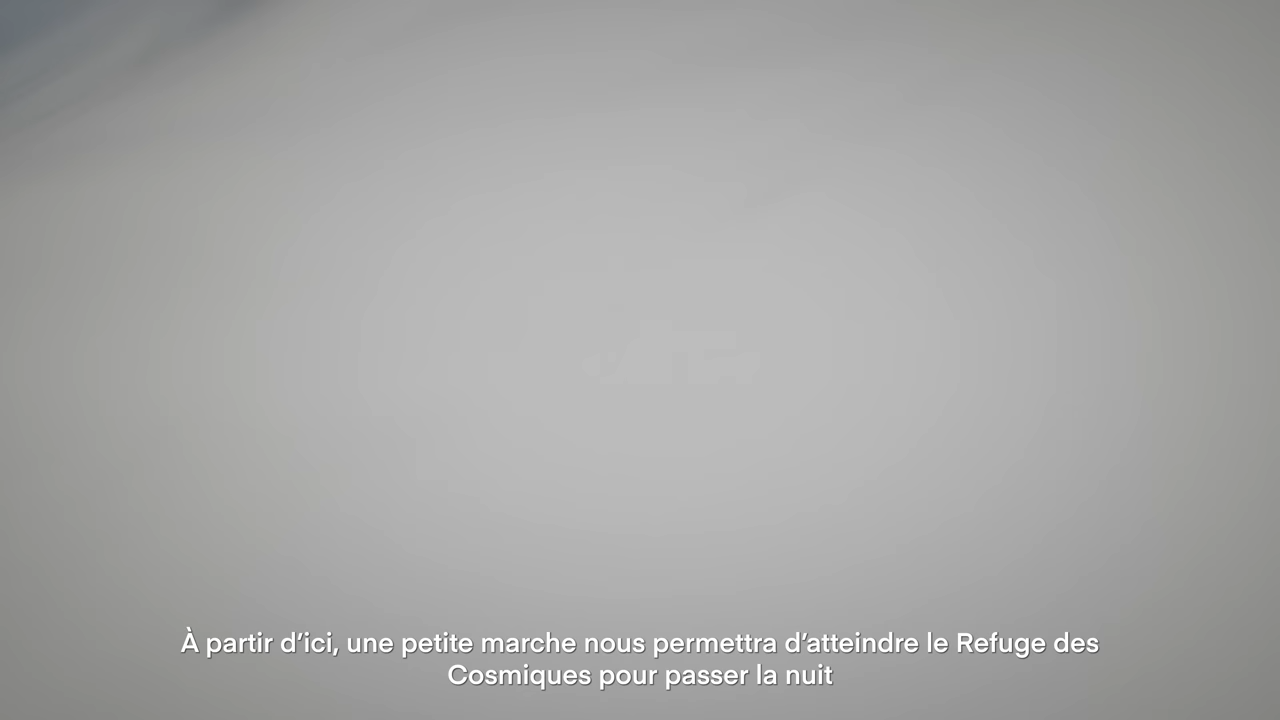 À partir d’ici, une petite marche nous permettra d’atteindre le Refuge des
Cosmiques pour passer la nuit